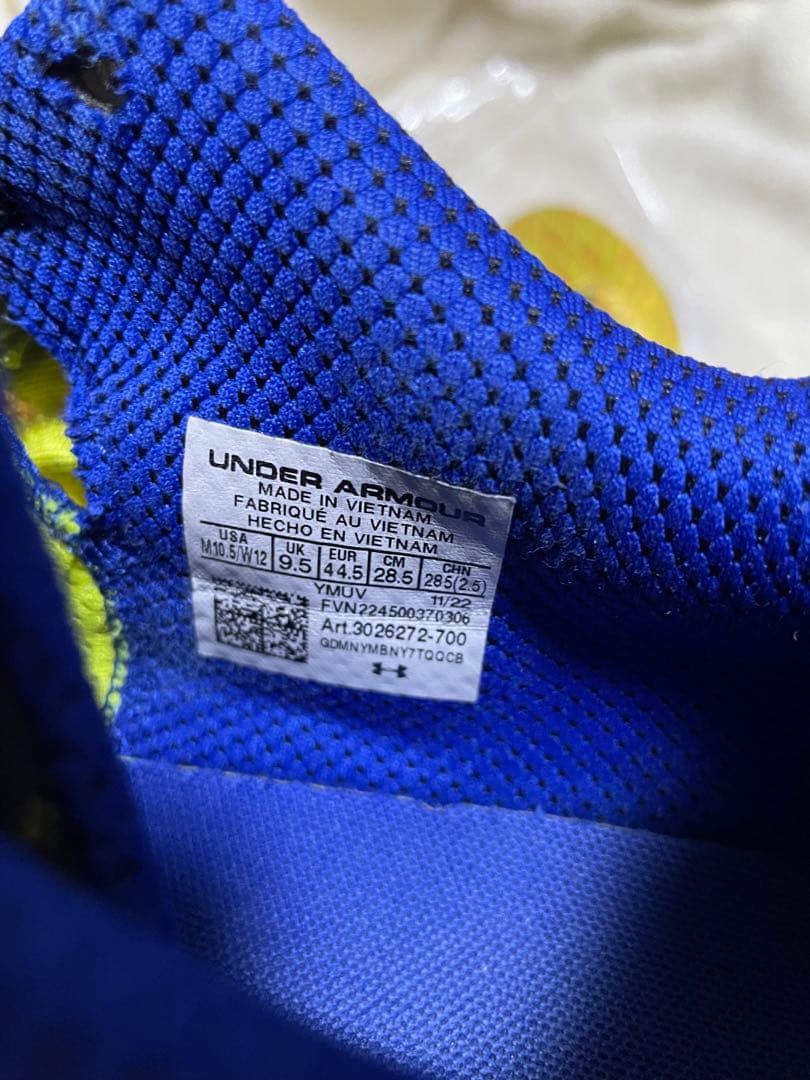 UNDER ARMOUR
MADE IN VIETNAM
FABRIQUÉ AU VIETNAM
HECHO EN VIETNAM
USA UK EUR CM CHN
M10.5/W12 9.5 44.5 28.5 285(2.5)
YMUV 11/22
FVN224500370306
Art.3026272-700
GDMNYMBNY7TQQCB